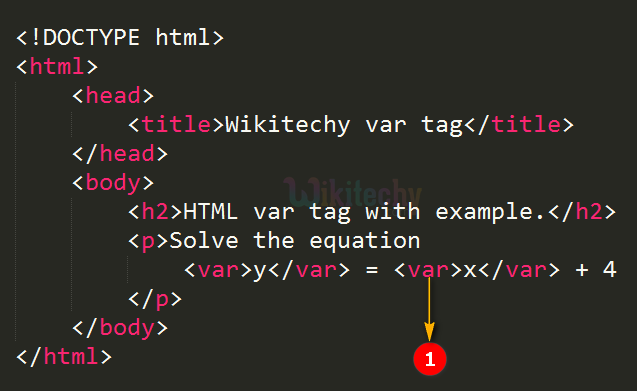 <!DOCTYPE html>
<html>
<head>
<title>Wikitechy var tag</title>
</head>
<body>
Wikitechy
<h2>HTML var tag with example.</h2>
<p>Solve the equation
<var>y</var> = <var>x</var> + 4
</p>
</body>
</html>
1